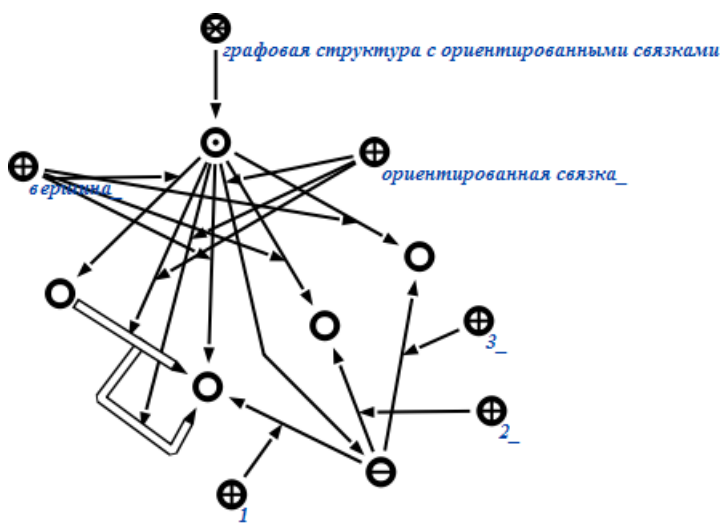 графовая структура с ориентированными связками
вершина_
ориентированная связка_
3_
2_
1